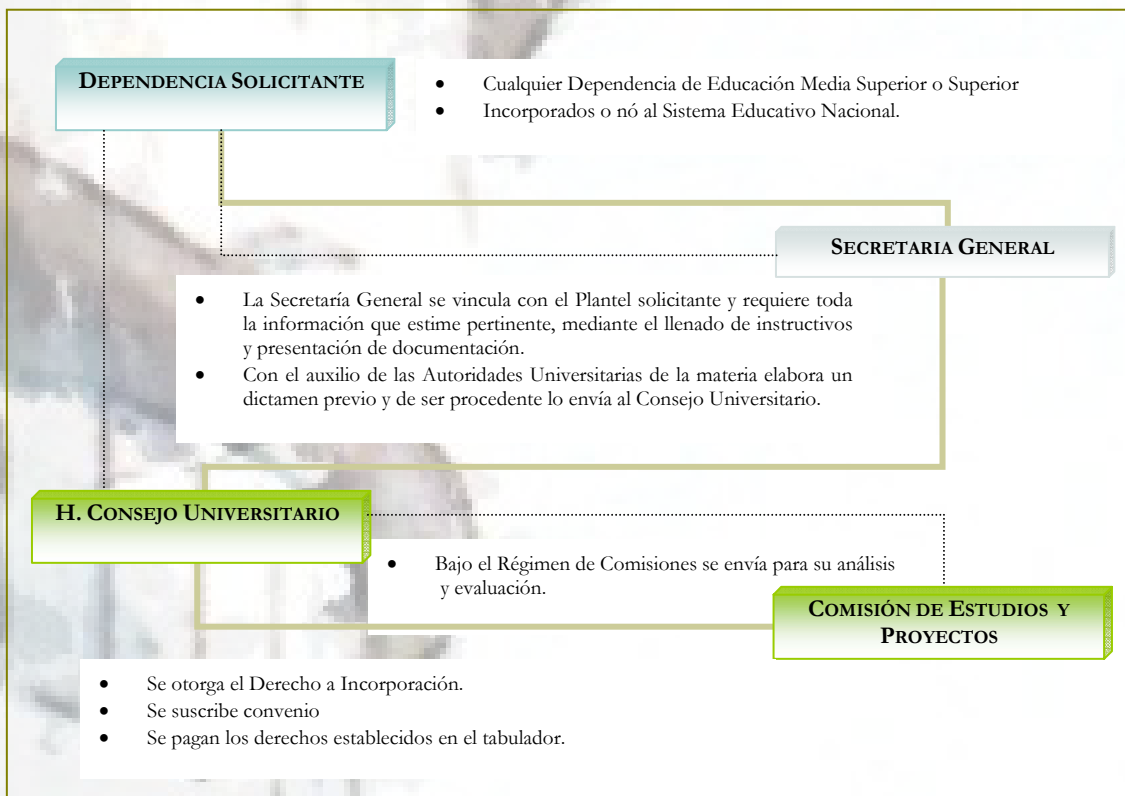 DEPENDENCIA SOLICITANTE
• Cualquier Dependencia de Educación Media Superior o Superior
• Incorporados o nó al Sistema Educativo Nacional.
SECRETARIA GENERAL
• La Secretaría General se vincula con el Plantel solicitante y requiere toda
la información que estime pertinente, mediante el llenado de instructivos
y presentación de documentación.
• Con el auxilio de las Autoridades Universitarias de la materia elabora un
dictamen previo y de ser procedente lo envía al Consejo Universitario.
H. CONSEJO UNIVERSITARIO
• Bajo el Régimen de Comisiones se envía para su análisis
y evaluación.
COMISIÓN DE ESTUDIOS Y
PROYECTOS
• Se otorga el Derecho a Incorporación.
• Se suscribe convenio
• Se pagan los derechos establecidos en el tabulador.